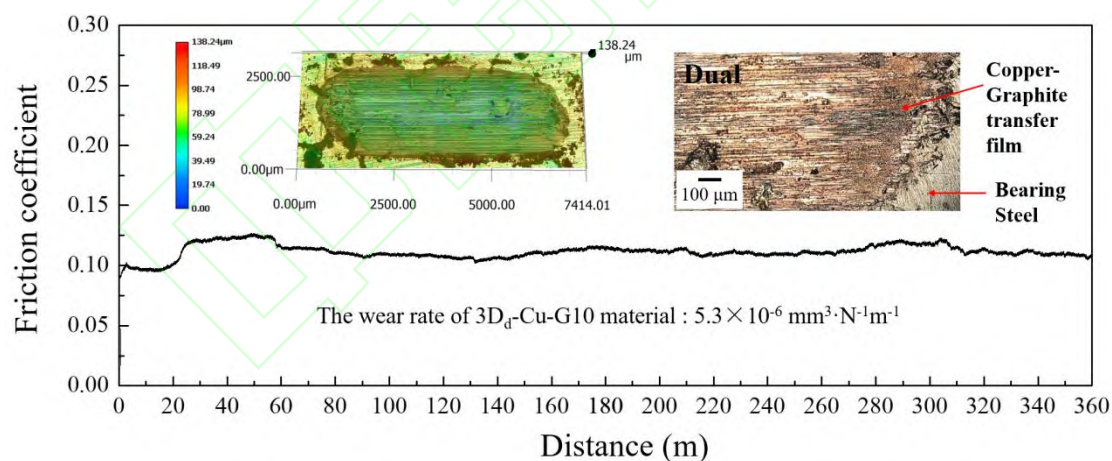 0.30
0.25
0.20
0.15
0.10
0.05
0.00
Friction coefficient
138.24μm
118.49
98.74
78.99
59.24
39.49
19.74
0.00
2500.00
0.00μm
0.00μm
2500.00
5000.00
7414.01
138.24
μm
Dual
100 μm
Copper-
Graphite
transfer
film
Bearing
Steel
The wear rate of 3Dd-Cu-G10 material : 5.3×10⁻⁶ mm³·N⁻¹m⁻¹
0 20 40 60 80 100 120 140 160 180 200 220 240 260 280 300 320 340 360
Distance (m)